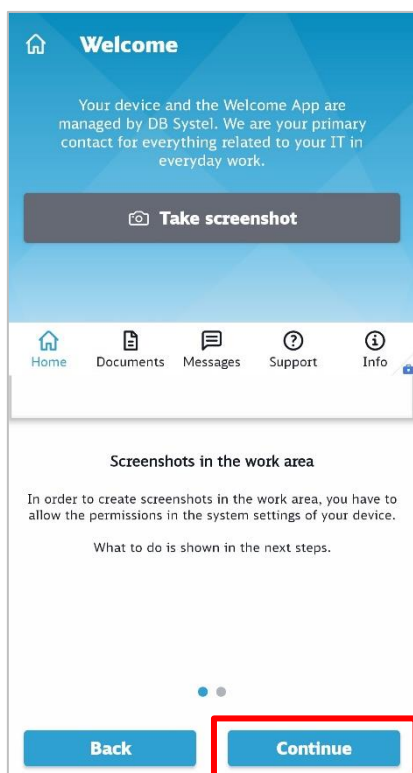 Welcome
Your device and the Welcome App are
managed by DB Systel. We are your primary
contact for everything related to your IT in
everyday work.
Take screenshot
Home Documents Messages Support Info
Screenshots in the work area
In order to create screenshots in the work area, you have to
allow the permissions in the system settings of your device.
What to do is shown in the next steps.
Back Continue